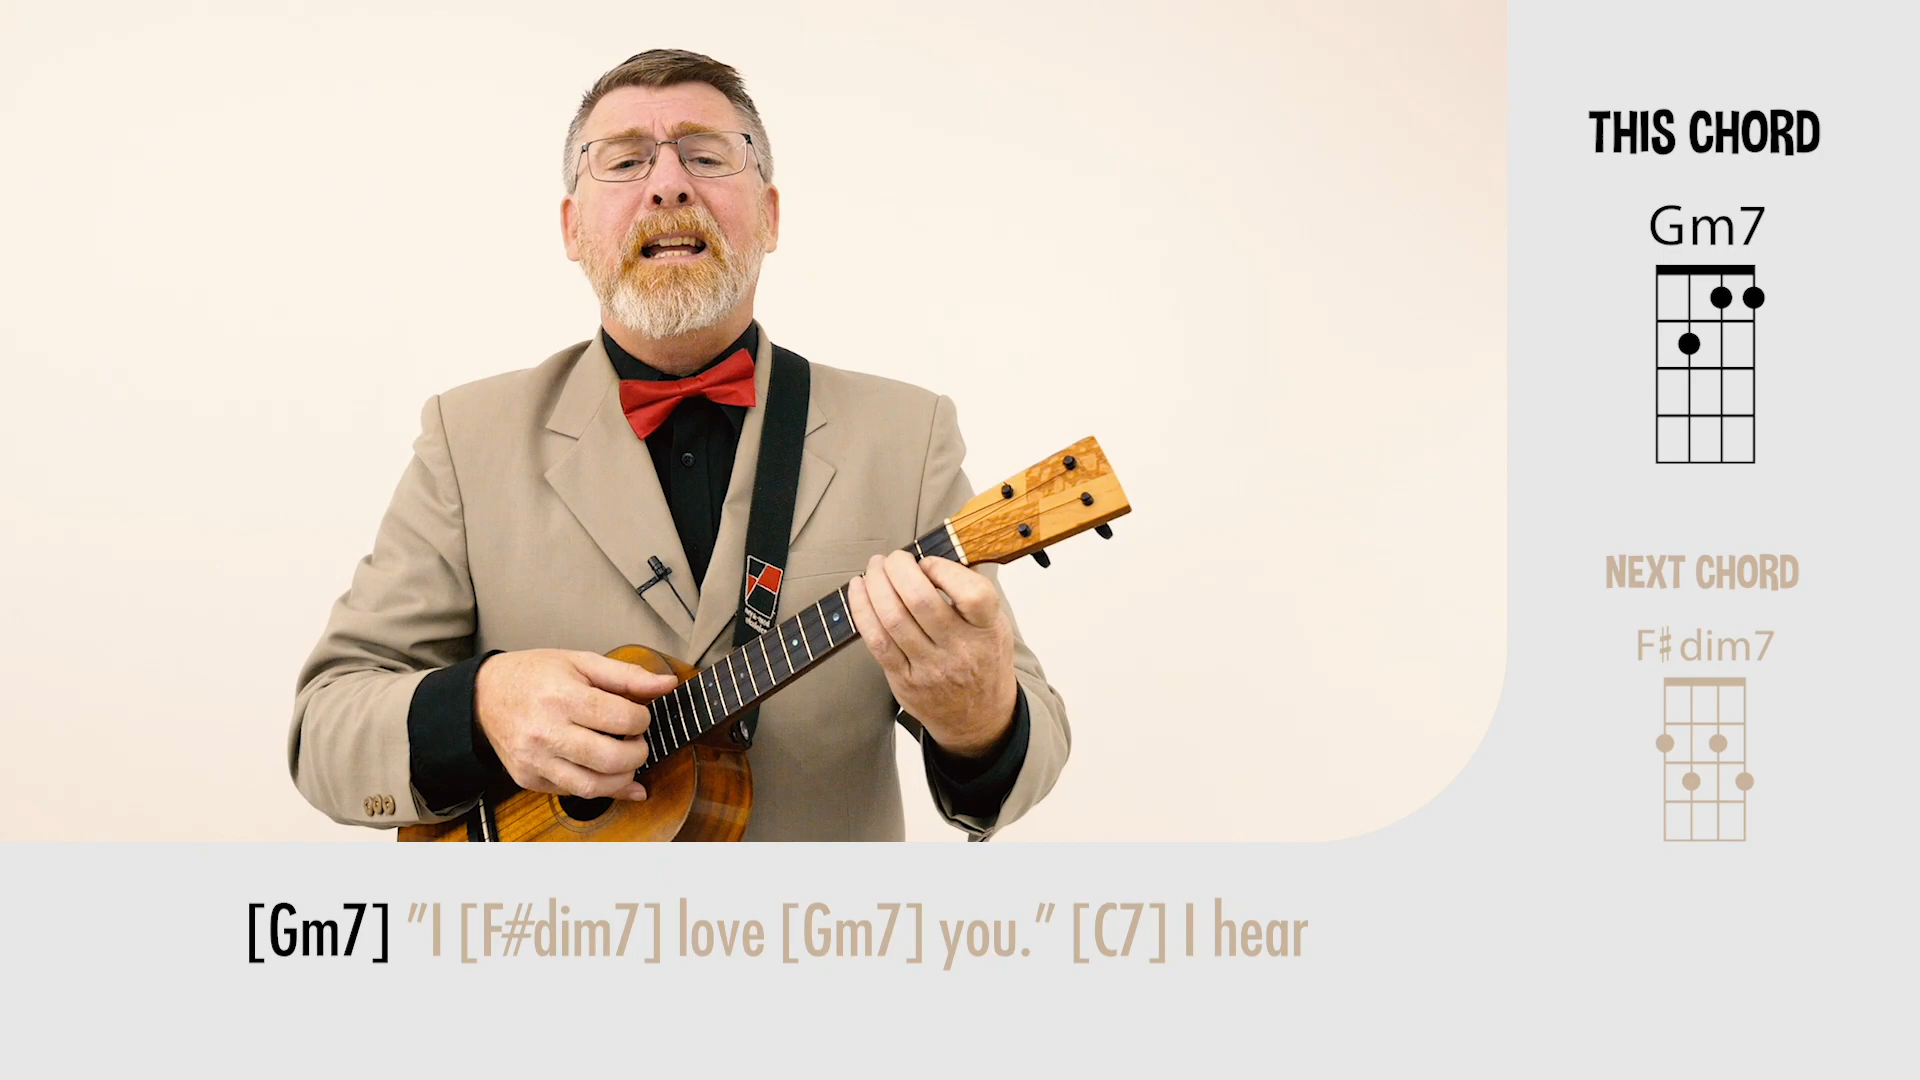 THIS CHORD
Gm7
NEXT CHORD
F♯dim7
[Gm7] "I [F#dim7] love [Gm7] you." [C7] I hear